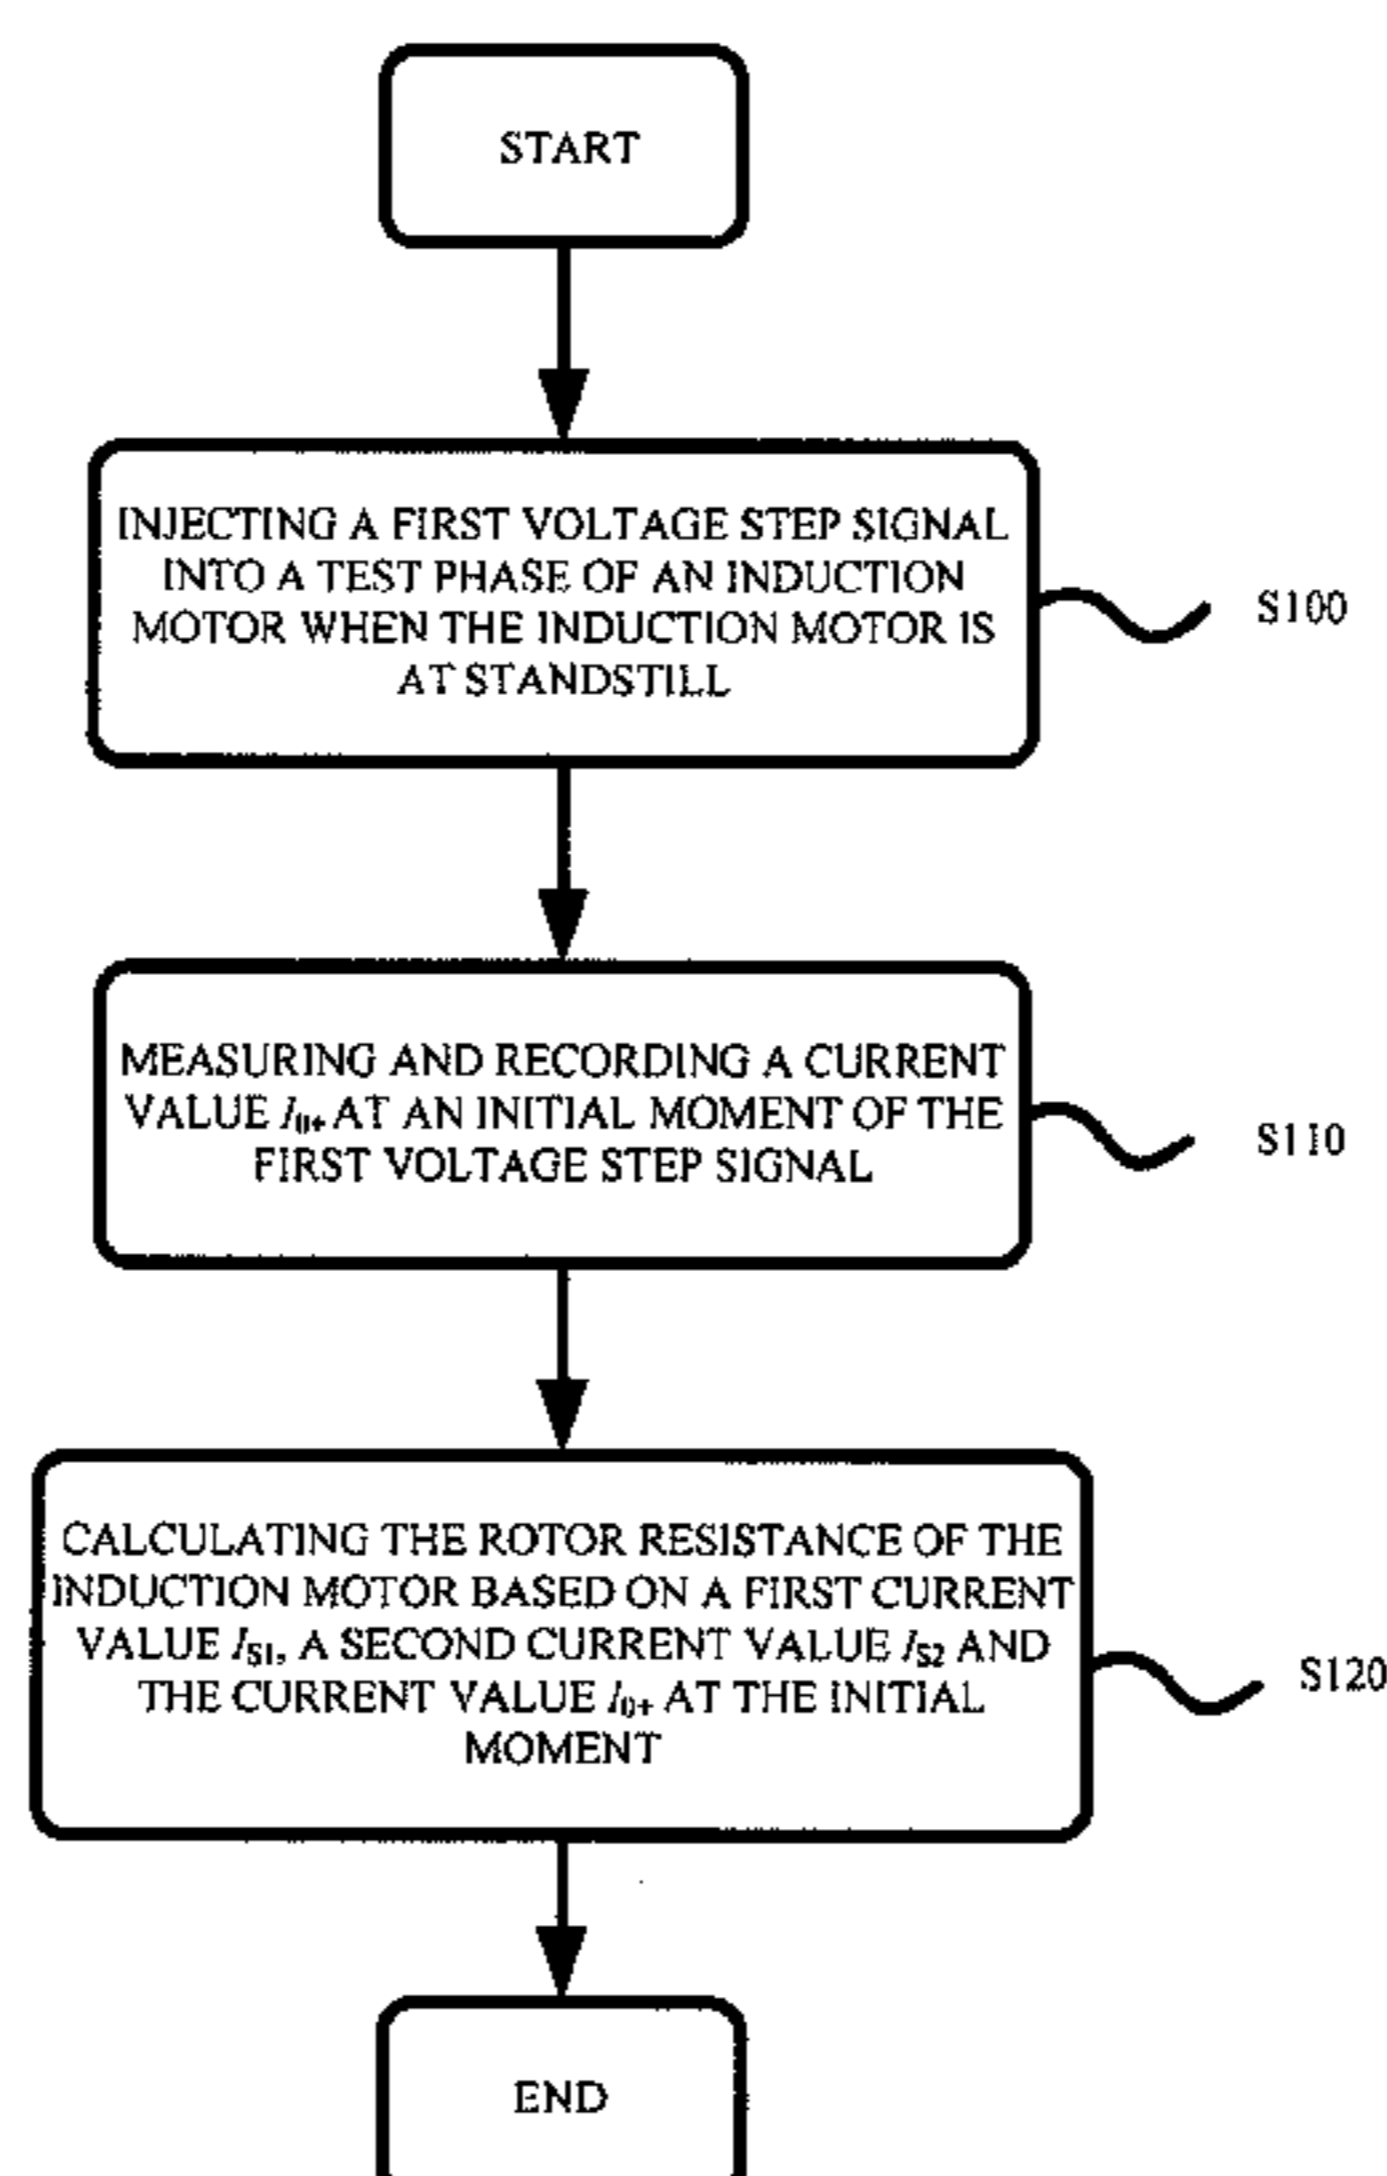 START
INJECTING A FIRST VOLTAGE STEP SIGNAL
INTO A TEST PHASE OF AN INDUCTION
MOTOR WHEN THE INDUCTION MOTOR IS
AT STANDSTILL
S100
MEASURING AND RECORDING A CURRENT
VALUE I0+ AT AN INITIAL MOMENT OF THE
FIRST VOLTAGE STEP SIGNAL
S110
CALCULATING THE ROTOR RESISTANCE OF THE
INDUCTION MOTOR BASED ON A FIRST CURRENT
VALUE IS1, A SECOND CURRENT VALUE IS2 AND
THE CURRENT VALUE I0+ AT THE INITIAL
MOMENT
S120
END